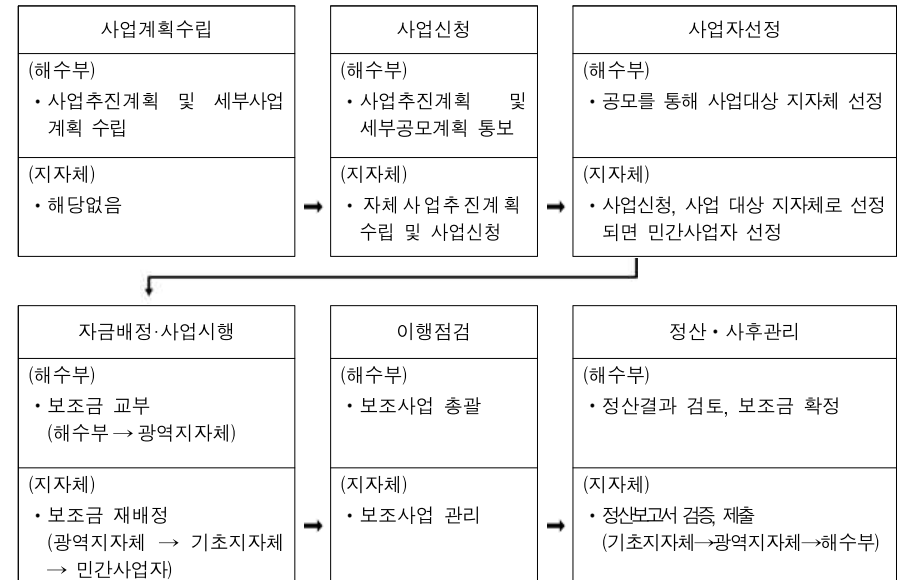 사업계획수립
(해수부)
・사업추진계획 및 세부사업
계획 수립
(지자체)
・해당없음
사업신청
(해수부)
・사업추진계획 및
세부공모계획 통보
(지자체)
・자체사업추진계획
수립 및 사업신청
사업자선정
(해수부)
・공모를 통해 사업대상 지자체 선정
(지자체)
・사업신청, 사업 대상 지자체로 선정
되면 민간사업자 선정
자금배정·사업시행
(해수부)
・보조금 교부
(해수부→광역지자체)
(지자체)
・보조금 재배정
(광역지자체 → 기초지자체
→ 민간사업자)
이행점검
(해수부)
・보조사업 총괄
(지자체)
・보조사업 관리
정산・사후관리
(해수부)
・정산결과 검토, 보조금 확정
(지자체)
・정산보고서 검증, 제출
(기초지자체→광역지자체→해수부)